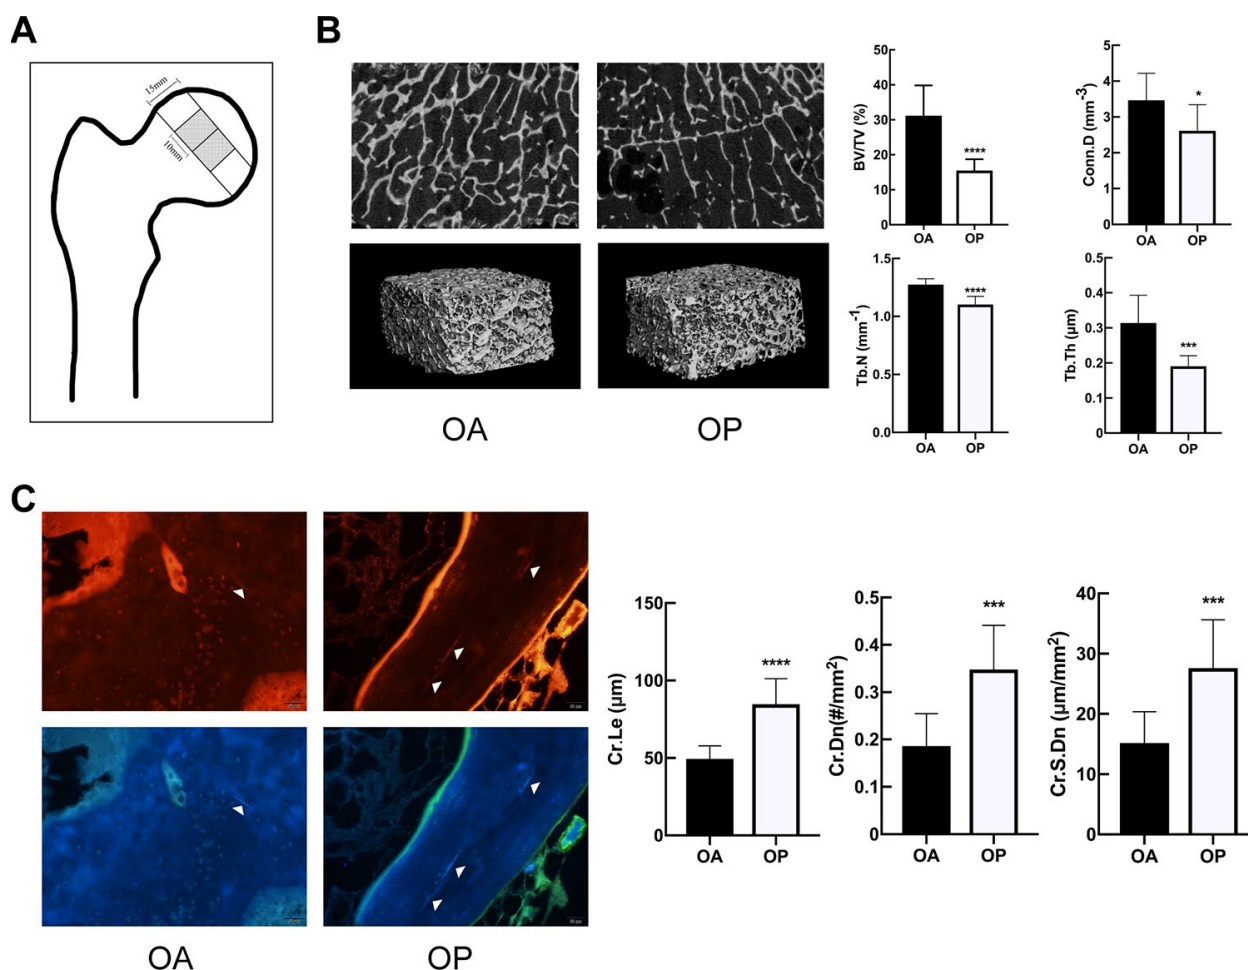 A
15mm
10mm
B
OA
OP
BV/TV (%)
50
40
30
20
10
0
****
OA
OP
Conn.D (mm⁻³)
5
4
3
2
1
0
*
OA
OP
Tb.N (mm⁻¹)
1.5
1.0
0.5
0.0
****
OA
OP
Tb.Th (μm)
0.5
0.4
0.3
0.2
0.1
0
***
OA
OP
C
OA
OP
Cr.Le (μm)
150
100
50
0
****
OA
OP
Cr.Dn(#/mm²)
0.5
0.4
0.3
0.2
0.1
0
***
OA
OP
Cr.S.Dn (μm/mm²)
40
30
20
10
0
***
OA
OP